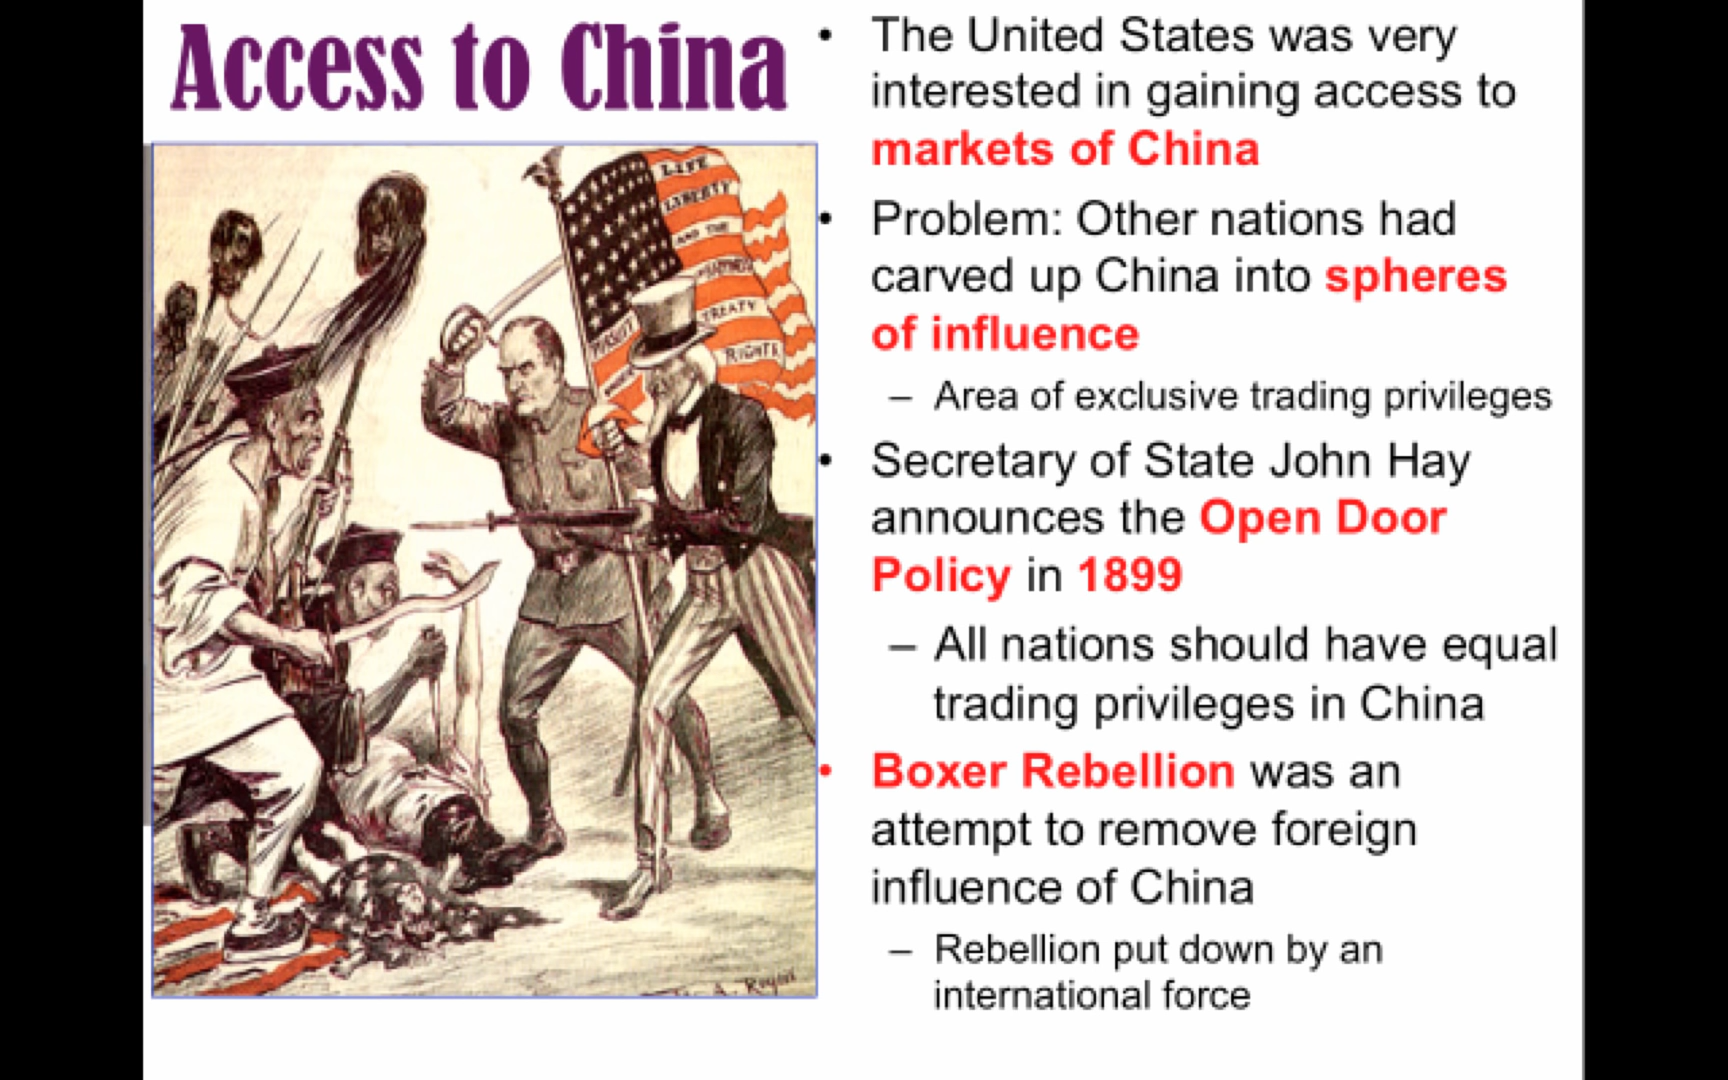 Access to China
• The United States was very
interested in gaining access to
markets of China
• Problem: Other nations had
carved up China into spheres
of influence
– Area of exclusive trading privileges
• Secretary of State John Hay
announces the Open Door
Policy in 1899
– All nations should have equal
trading privileges in China
• Boxer Rebellion was an
attempt to remove foreign
influence of China
– Rebellion put down by an
international force
LIFE
LIBERTY
AND THE
HAPPINESS
TREATY
RIGHTS